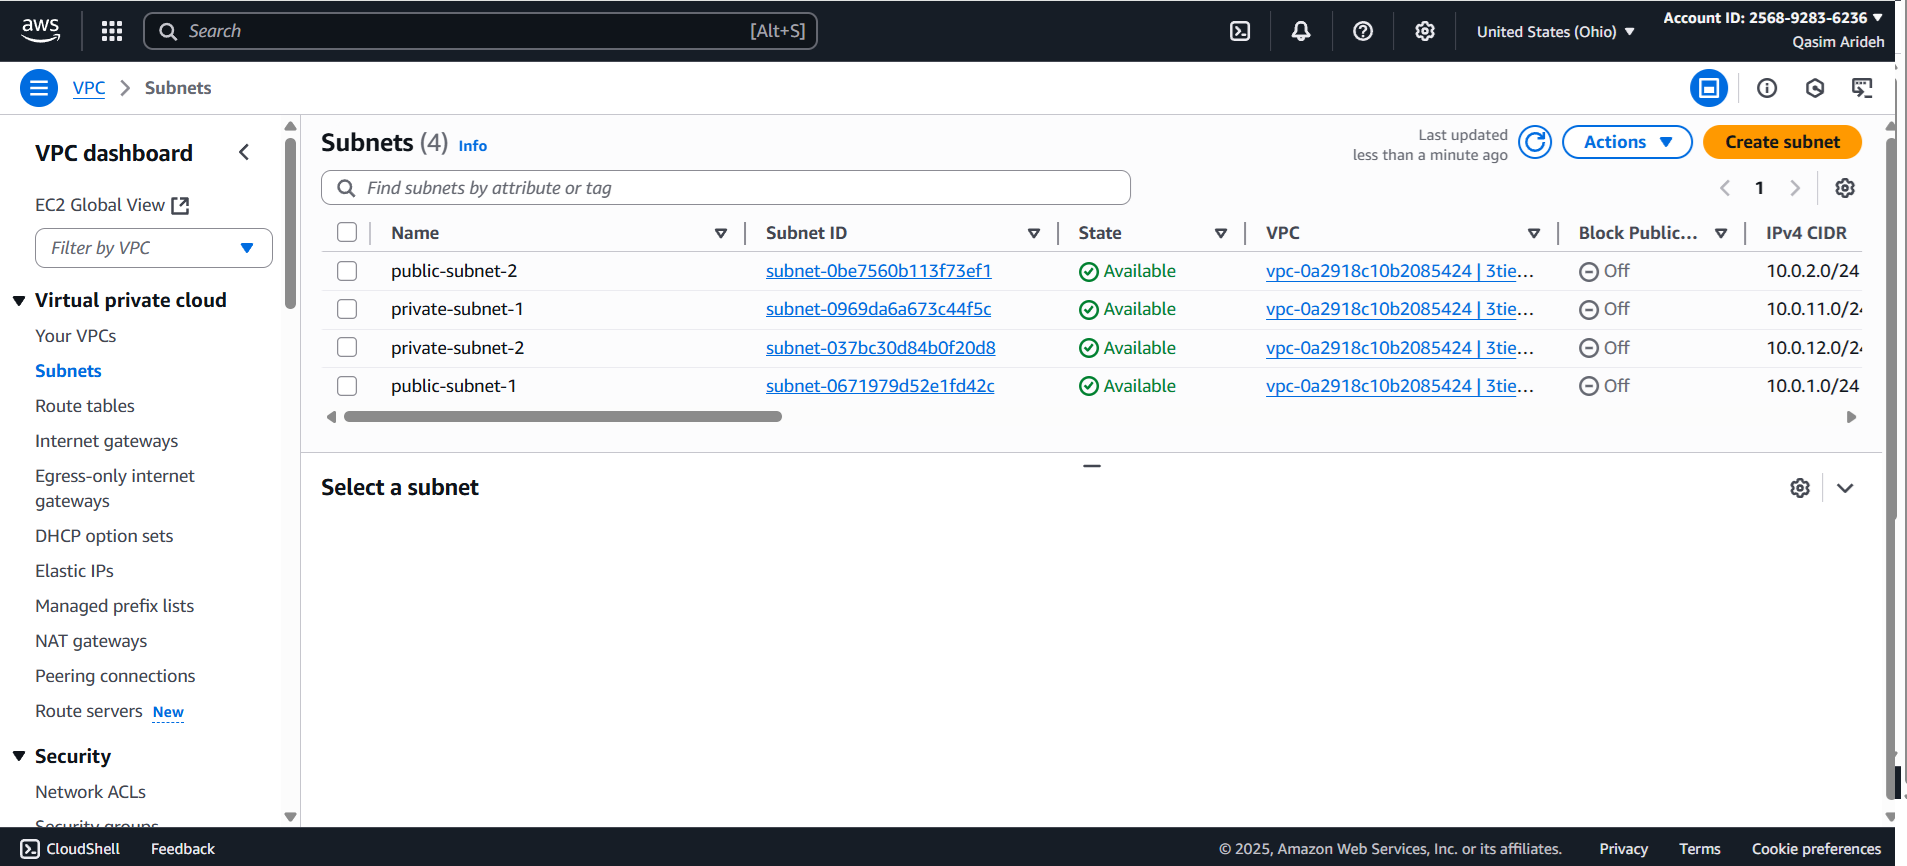 aws
Search [Alt+S]
United States (Ohio)
Account ID: 2568-9283-6236
Qasim Arideh
VPC
Subnets
VPC dashboard
EC2 Global View
Filter by VPC
Virtual private cloud
Your VPCs
Subnets
Route tables
Internet gateways
Egress-only internet
gateways
DHCP option sets
Elastic IPs
Managed prefix lists
NAT gateways
Peering connections
Route servers New
Security
Network ACLs
Security groups
Subnets (4) Info
Last updated
less than a minute ago
Actions
Create subnet
Find subnets by attribute or tag
1
Name Subnet ID State VPC Block Public... IPv4 CIDR
public-subnet-2 subnet-0be7560b113f73ef1 Available vpc-0a2918c10b2085424 | 3tie... Off 10.0.2.0/24
private-subnet-1 subnet-0969da6a673c44f5c Available vpc-0a2918c10b2085424 | 3tie... Off 10.0.11.0/24
private-subnet-2 subnet-037bc30d84b0f20d8 Available vpc-0a2918c10b2085424 | 3tie... Off 10.0.12.0/24
public-subnet-1 subnet-0671979d52e1fd42c Available vpc-0a2918c10b2085424 | 3tie... Off 10.0.1.0/24
Select a subnet
CloudShell Feedback © 2025, Amazon Web Services, Inc. or its affiliates. Privacy Terms Cookie preferences